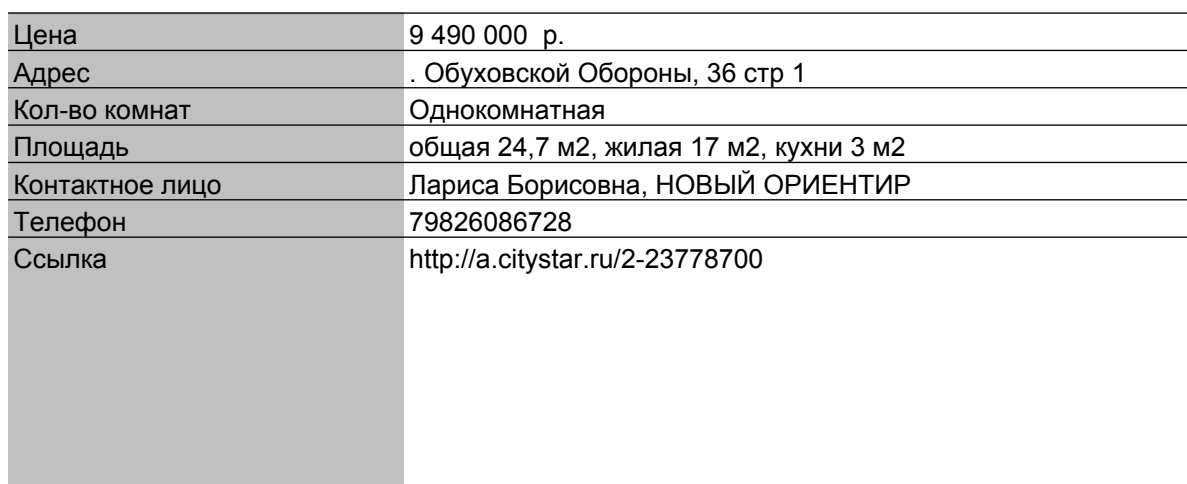 Цена 9 490 000 р.
Адрес . Обуховской Обороны, 36 стр 1
Кол-во комнат Однокомнатная
Площадь общая 24,7 м2, жилая 17 м2, кухни 3 м2
Контактное лицо Лариса Борисовна, НОВЫЙ ОРИЕНТИР
Телефон 79826086728
Ссылка http://a.citystar.ru/2-23778700